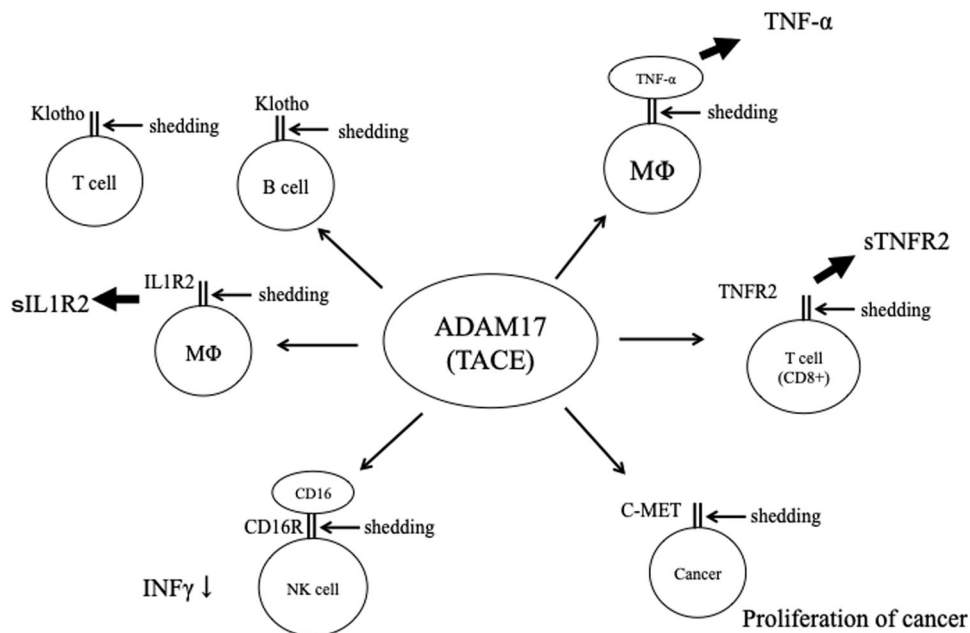 TNF-α
TNF-α
shedding
MΦ
Klotho
shedding
T cell
Klotho
shedding
B cell
sTNFR2
TNFR2
shedding
T cell
(CD8+)
sIL1R2
IL1R2
shedding
MΦ
ADAM17
(TACE)
CD16
CD16R
shedding
NK cell
INFγ↓
C-MET
shedding
Cancer
Proliferation of cancer